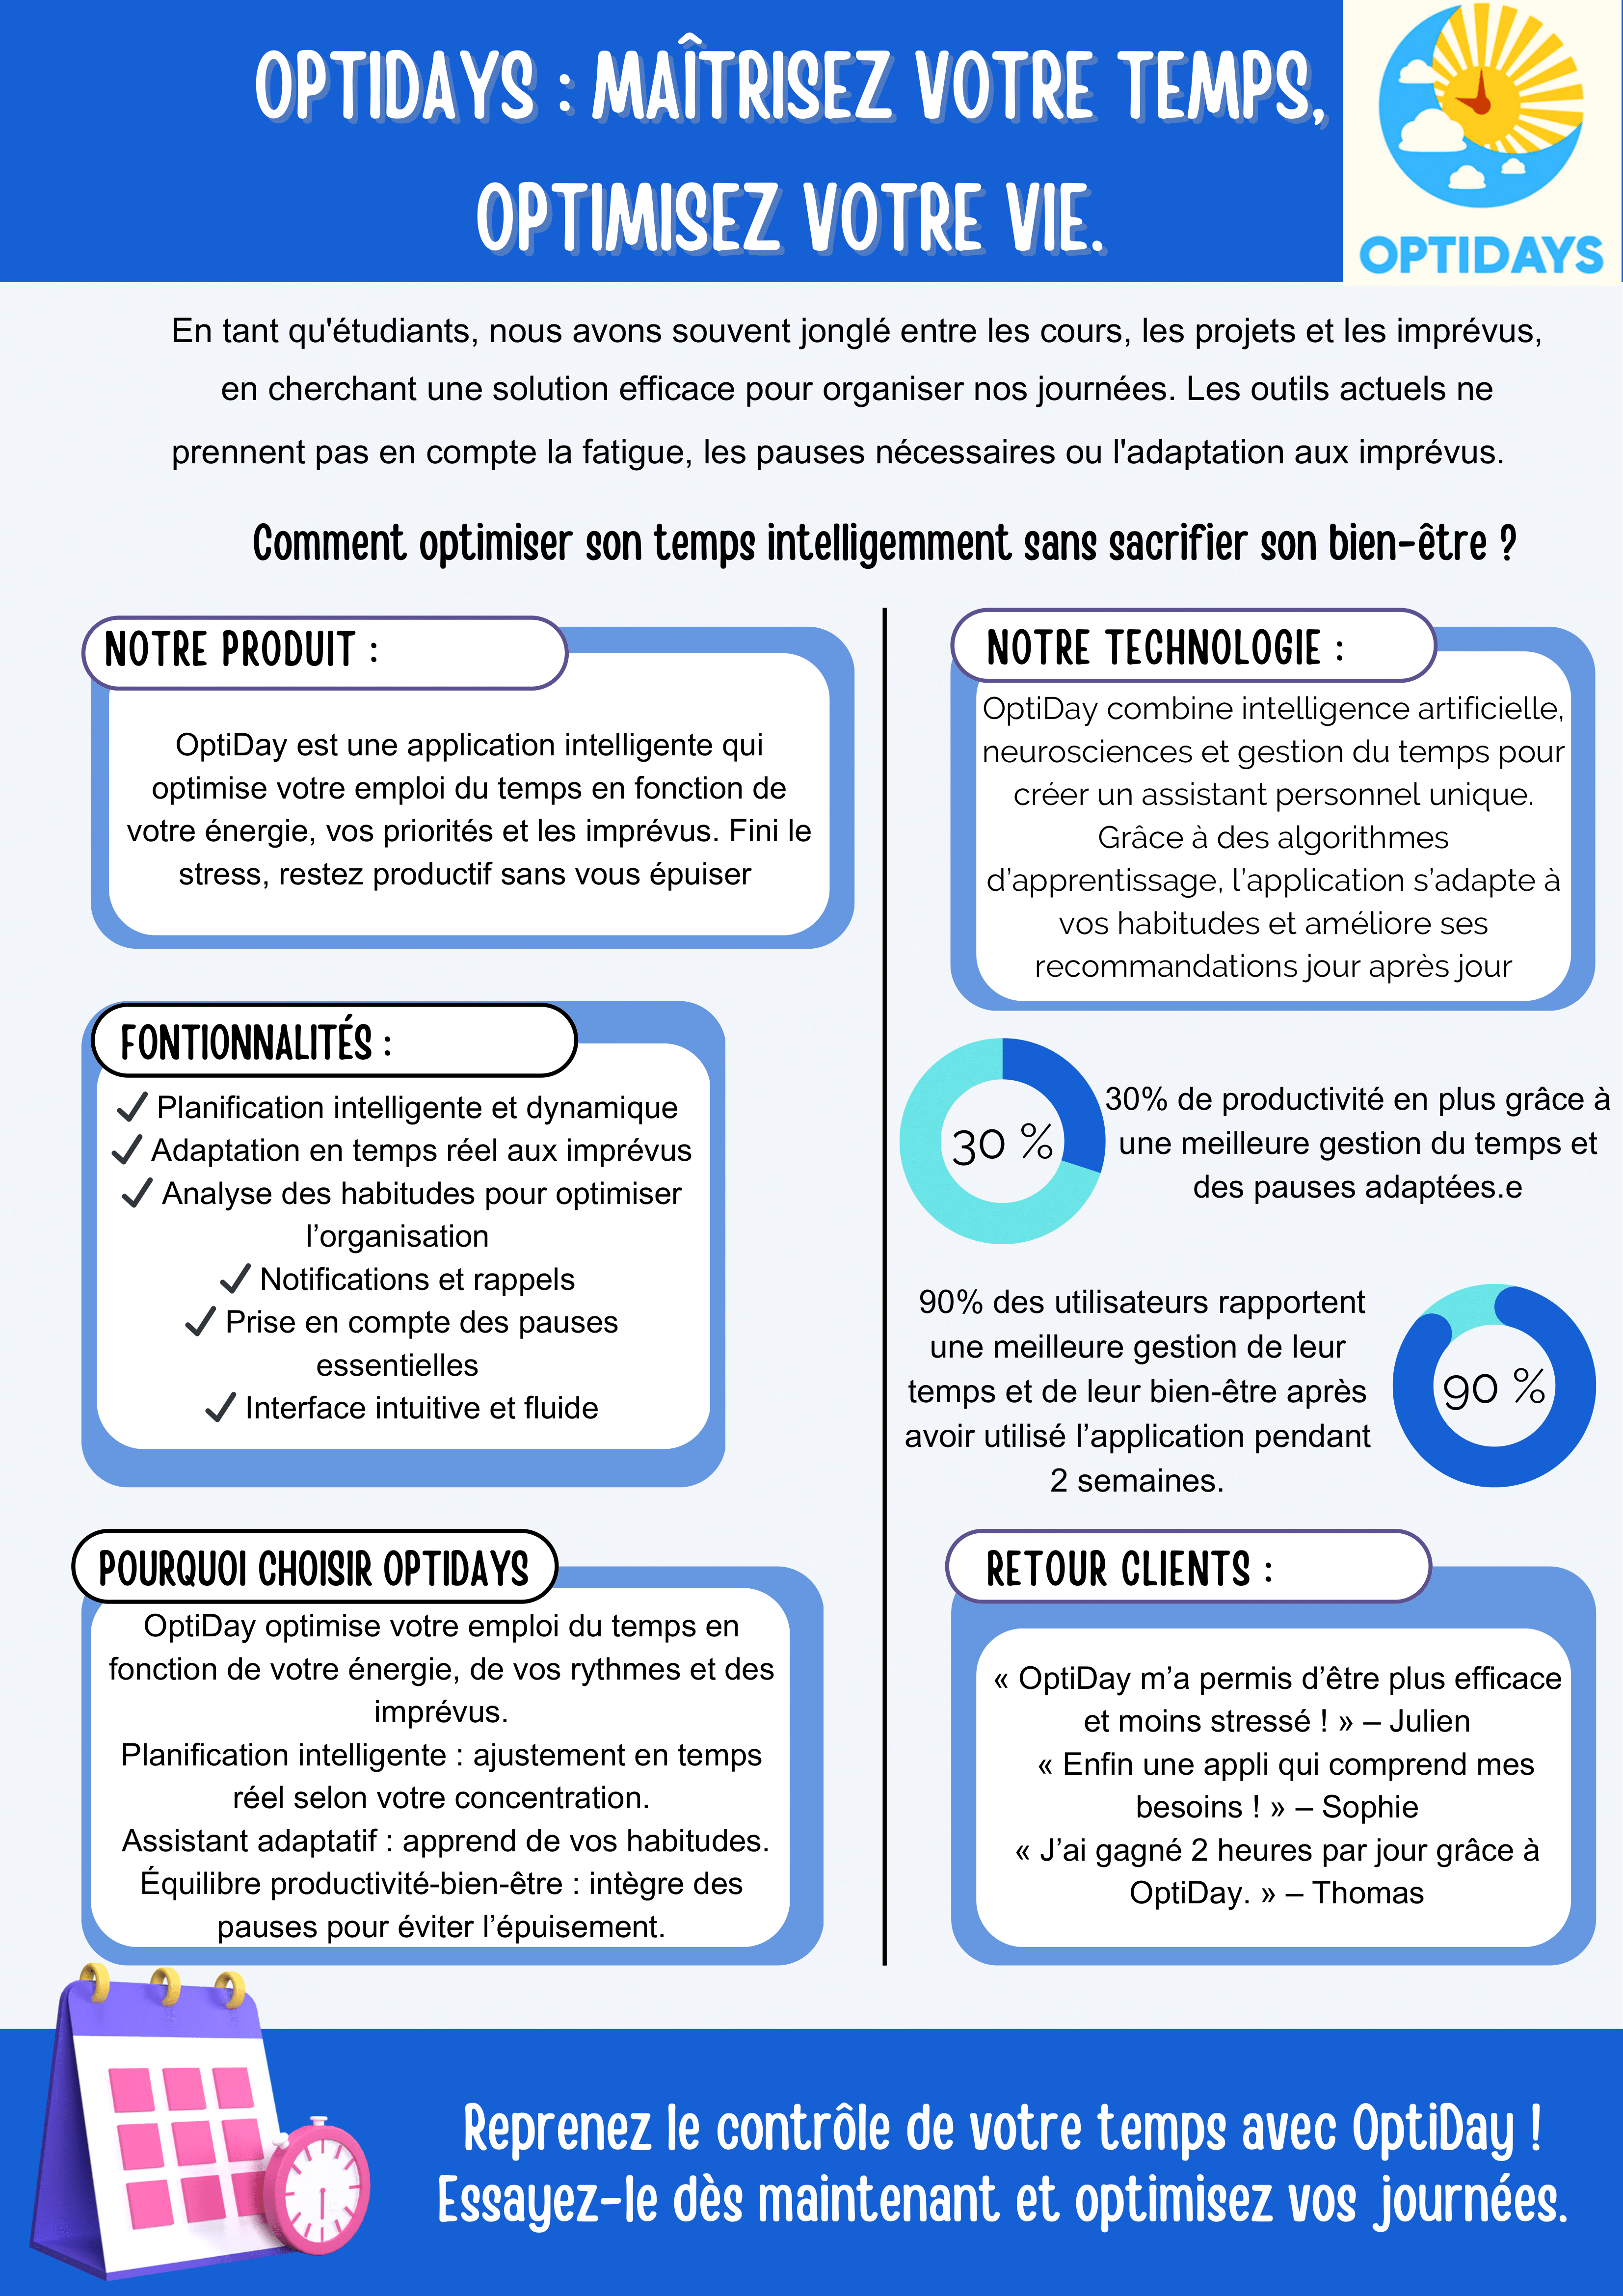 OPTIDAYS : MAÎTRISEZ VOTRE TEMPS,
OPTIMISEZ VOTRE VIE.
OPTIDAYS
En tant qu'étudiants, nous avons souvent jonglé entre les cours, les projets et les imprévus,
en cherchant une solution efficace pour organiser nos journées. Les outils actuels ne
prennent pas en compte la fatigue, les pauses nécessaires ou l'adaptation aux imprévus.
Comment optimiser son temps intelligemment sans sacrifier son bien-être ?
NOTRE PRODUIT :
OptiDay est une application intelligente qui
optimise votre emploi du temps en fonction de
votre énergie, vos priorités et les imprévus. Fini le
stress, restez productif sans vous épuiser
FONTIONNALITÉS :
✓ Planification intelligente et dynamique
✓ Adaptation en temps réel aux imprévus
✓ Analyse des habitudes pour optimiser
l’organisation
✓ Notifications et rappels
✓ Prise en compte des pauses
essentielles
✓ Interface intuitive et fluide
POURQUOI CHOISIR OPTIDAYS
OptiDay optimise votre emploi du temps en
fonction de votre énergie, de vos rythmes et des
imprévus.
Planification intelligente : ajustement en temps
réel selon votre concentration.
Assistant adaptatif : apprend de vos habitudes.
Équilibre productivité-bien-être : intègre des
pauses pour éviter l’épuisement.
NOTRE TECHNOLOGIE :
OptiDay combine intelligence artificielle,
neurosciences et gestion du temps pour
créer un assistant personnel unique.
Grâce à des algorithmes
d’apprentissage, l’application s’adapte à
vos habitudes et améliore ses
recommandations jour après jour
30 %
30% de productivité en plus grâce à
une meilleure gestion du temps et
des pauses adaptées.e
90% des utilisateurs rapportent
une meilleure gestion de leur
temps et de leur bien-être après
avoir utilisé l’application pendant
2 semaines.
90 %
RETOUR CLIENTS :
« OptiDay m’a permis d’être plus efficace
et moins stressé ! » – Julien
« Enfin une appli qui comprend mes
besoins ! » – Sophie
« J’ai gagné 2 heures par jour grâce à
OptiDay. » – Thomas
Reprenez le contrôle de votre temps avec OptiDay !
Essayez-le dès maintenant et optimisez vos journées.